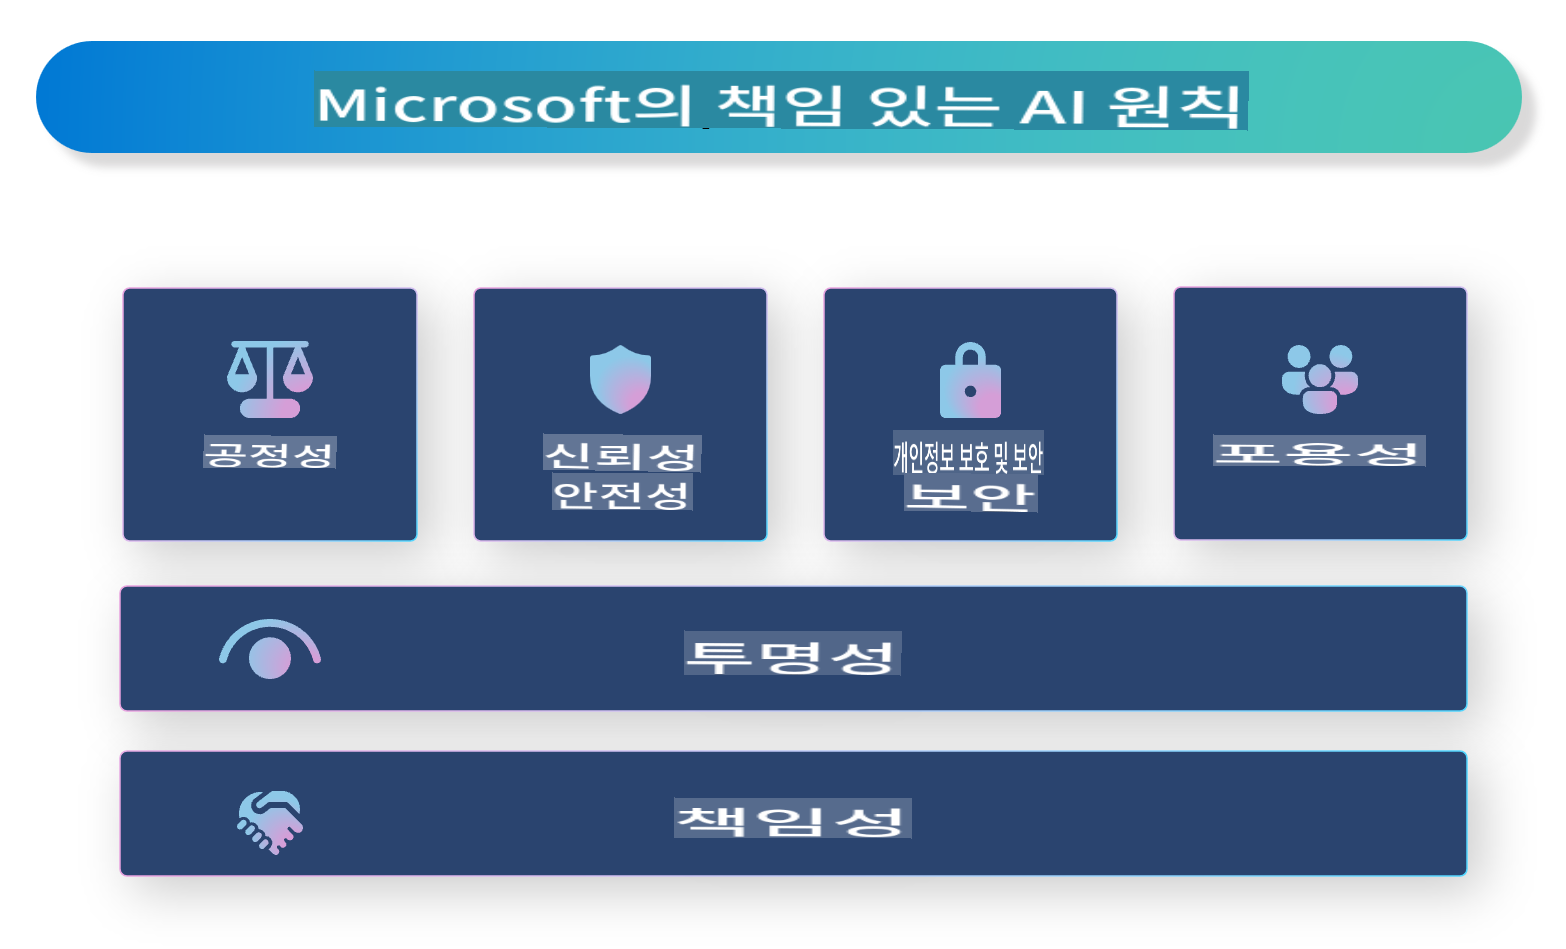 Microsoft의 책임 있는 AI 원칙
공정성
신뢰성
안전성
개인정보 보호 및 보안
보안
포용성
투명성
책임성